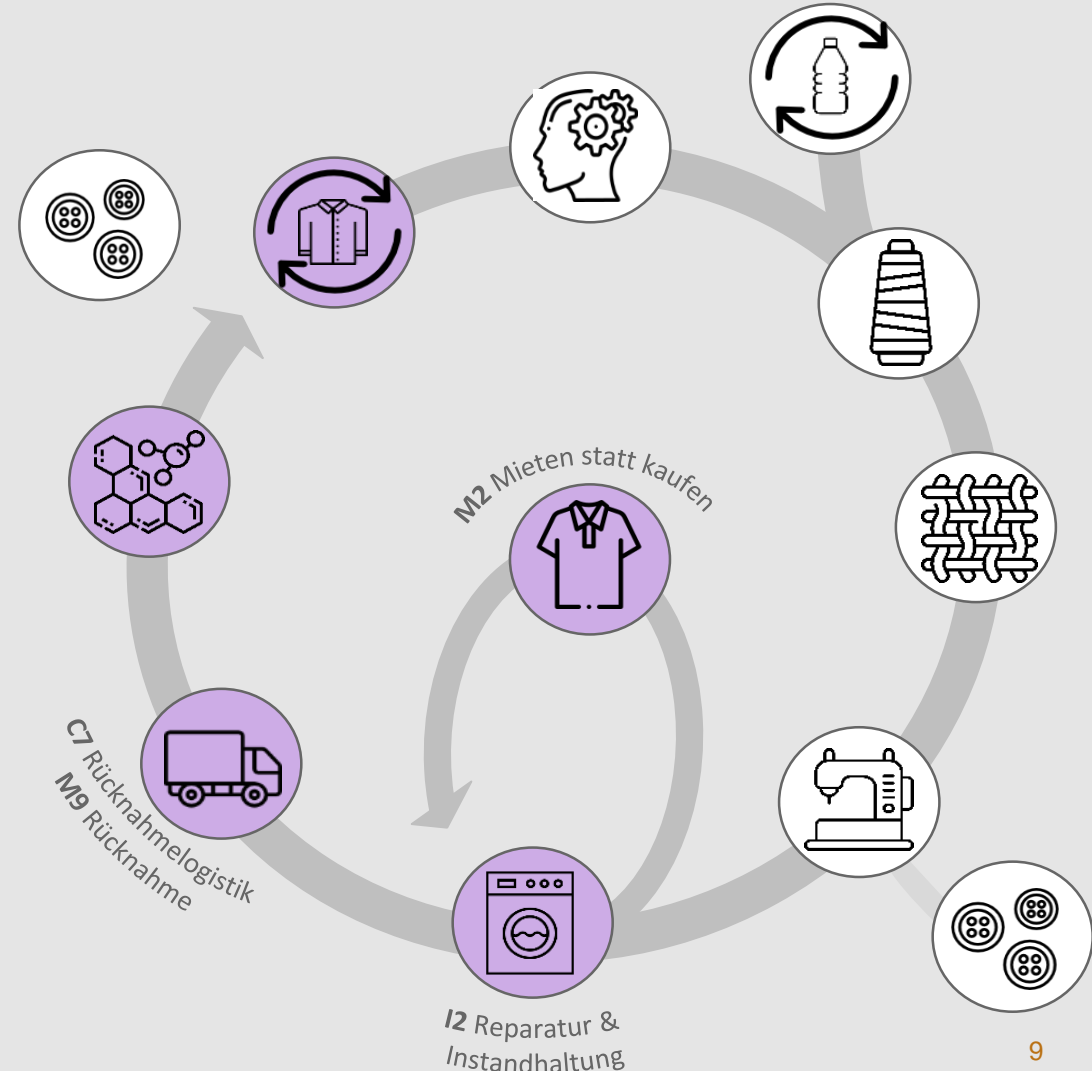 M2 Mieten statt kaufen
C7 Rücknahmelogistik
M9 Rücknahme
I2 Reparatur &
Instandhaltung
9